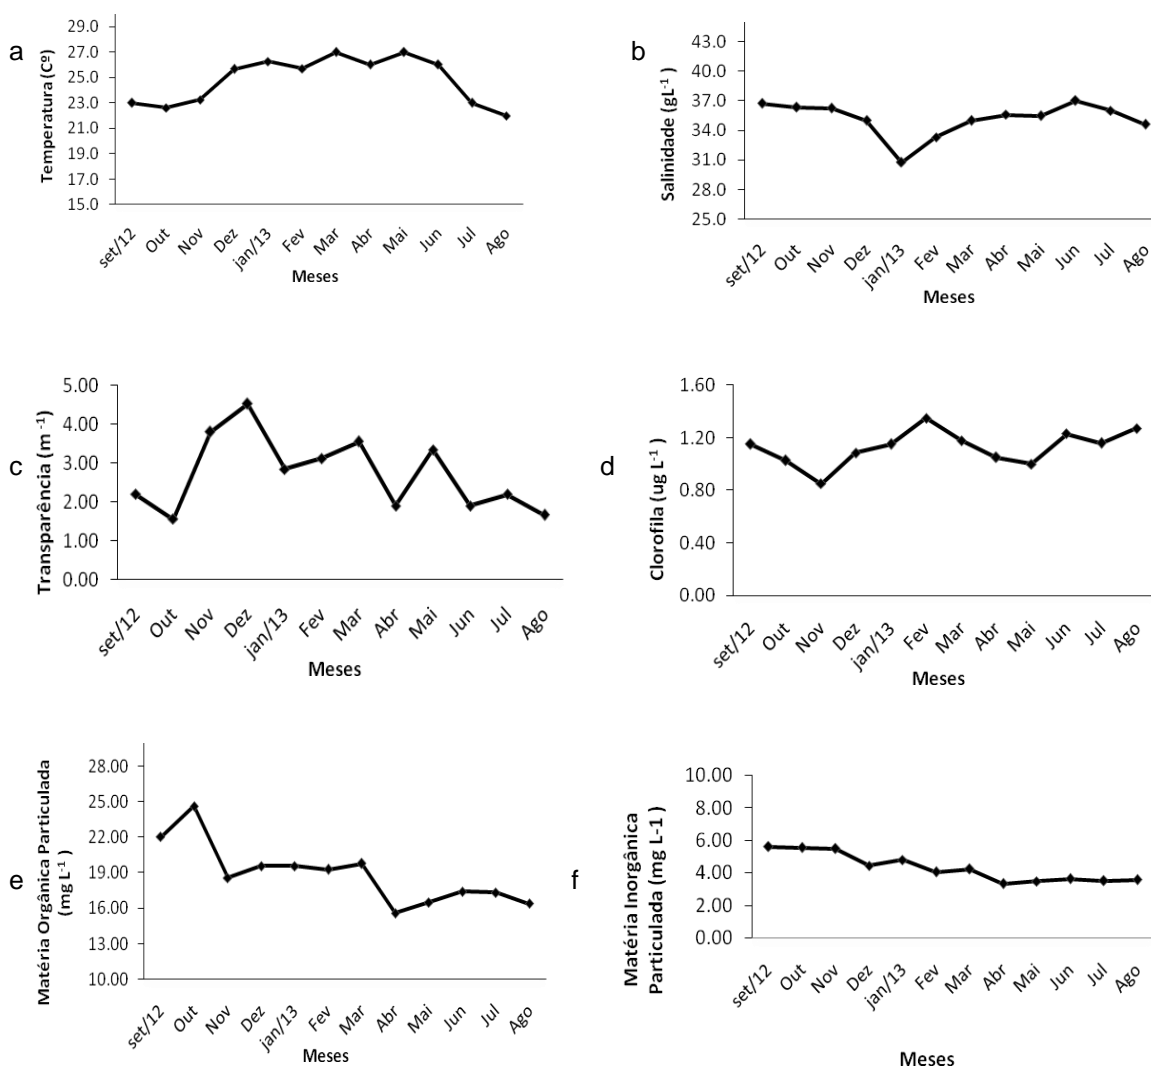 a
Temperatura (Cº)
29.0
27.0
25.0
23.0
21.0
19.0
17.0
15.0
set/12 Out Nov Dez jan/13 Fev Mar Abr Mai Jun Jul Ago
Meses
b
Salinidade (gL-1 )
43.0
40.0
37.0
34.0
31.0
28.0
25.0
set/12 Out Nov Dez jan/13 Fev Mar Abr Mai Jun Jul Ago
Meses
c
Transparência (m -1)
5.00
4.00
3.00
2.00
1.00
0.00
set/12 Out Nov Dez jan/13 Fev Mar Abr Mai Jun Jul Ago
Meses
d
Clorofila (ug L-1)
1.60
1.20
0.80
0.40
0.00
set/12 Out Nov Dez jan/13 Fev Mar Abr Mai Jun Jul Ago
Meses
e
Matéria Orgânica Particulada
(mg L-1 )
28.00
25.00
22.00
19.00
16.00
13.00
10.00
set/12 Out Nov Dez jan/13 Fev Mar Abr Mai Jun Jul Ago
Meses
f
Matéria Inorgânica
Particulada (mg L-1 )
10.00
8.00
6.00
4.00
2.00
0.00
set/12 Out Nov Dez jan/13 Fev Mar Abr Mai Jun Jul Ago
Meses